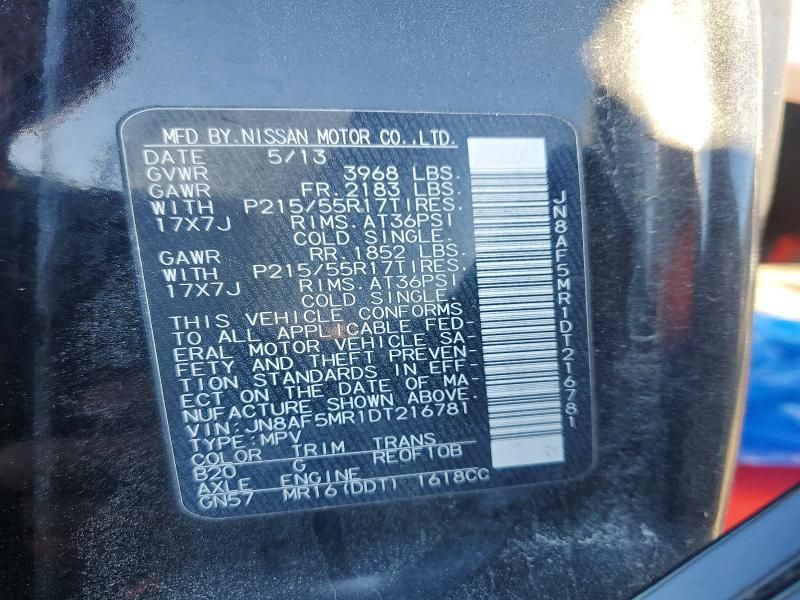 MFD BY. NISSAN MOTOR CO.,LTD.
DATE 5/13
GVWR 3968 LBS.
GAWR FR. 2183 LBS.
WITH P215/55R17TIRES.
17X7J RIMS. AT36PSI
COLD SINGLE.
GAWR RR. 1852 LBS.
WITH P215/55R17TIRES.
17X7J RIMS. AT36PSI
COLD SINGLE.
THIS VEHICLE CONFORMS
TO ALL APPLICABLE FED-
ERAL MOTOR VEHICLE SA-
FETY AND THEFT PREVEN-
TION STANDARDS IN EFF-
ECT ON THE DATE OF MA-
NUFACTURE SHOWN ABOVE.
VIN:JN8AF5MR1DT216781
TYPE:MPV
COLOR TRIM TRANS
B20 G RE0F10B
AXLE ENGINE
GN57 MR16(DDT) 1618CC
JN8AF5MR1DT216781